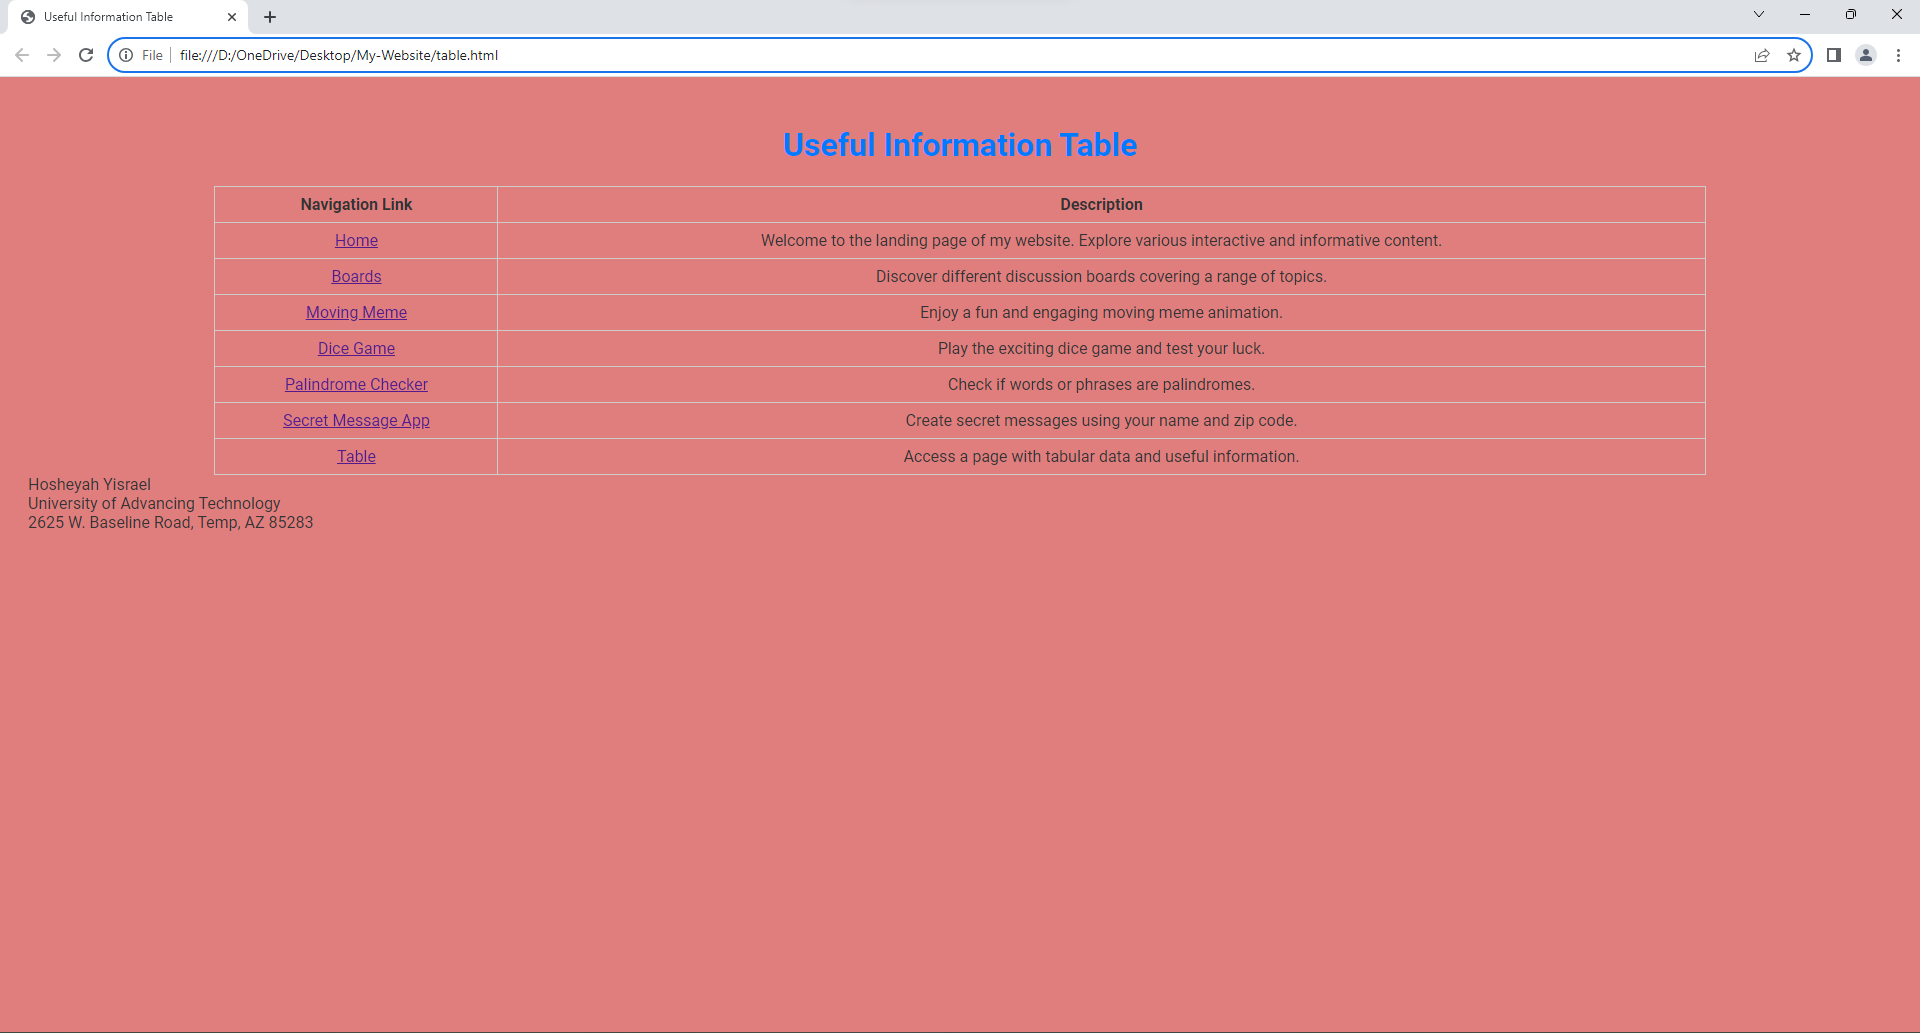 Useful Information Table
File file:///D:/OneDrive/Desktop/My-Website/table.html
Useful Information Table
Navigation Link Description
Home Welcome to the landing page of my website. Explore various interactive and informative content.
Boards Discover different discussion boards covering a range of topics.
Moving Meme Enjoy a fun and engaging moving meme animation.
Dice Game Play the exciting dice game and test your luck.
Palindrome Checker Check if words or phrases are palindromes.
Secret Message App Create secret messages using your name and zip code.
Table Access a page with tabular data and useful information.
Hosheyah Yisrael
University of Advancing Technology
2625 W. Baseline Road, Temp, AZ 85283